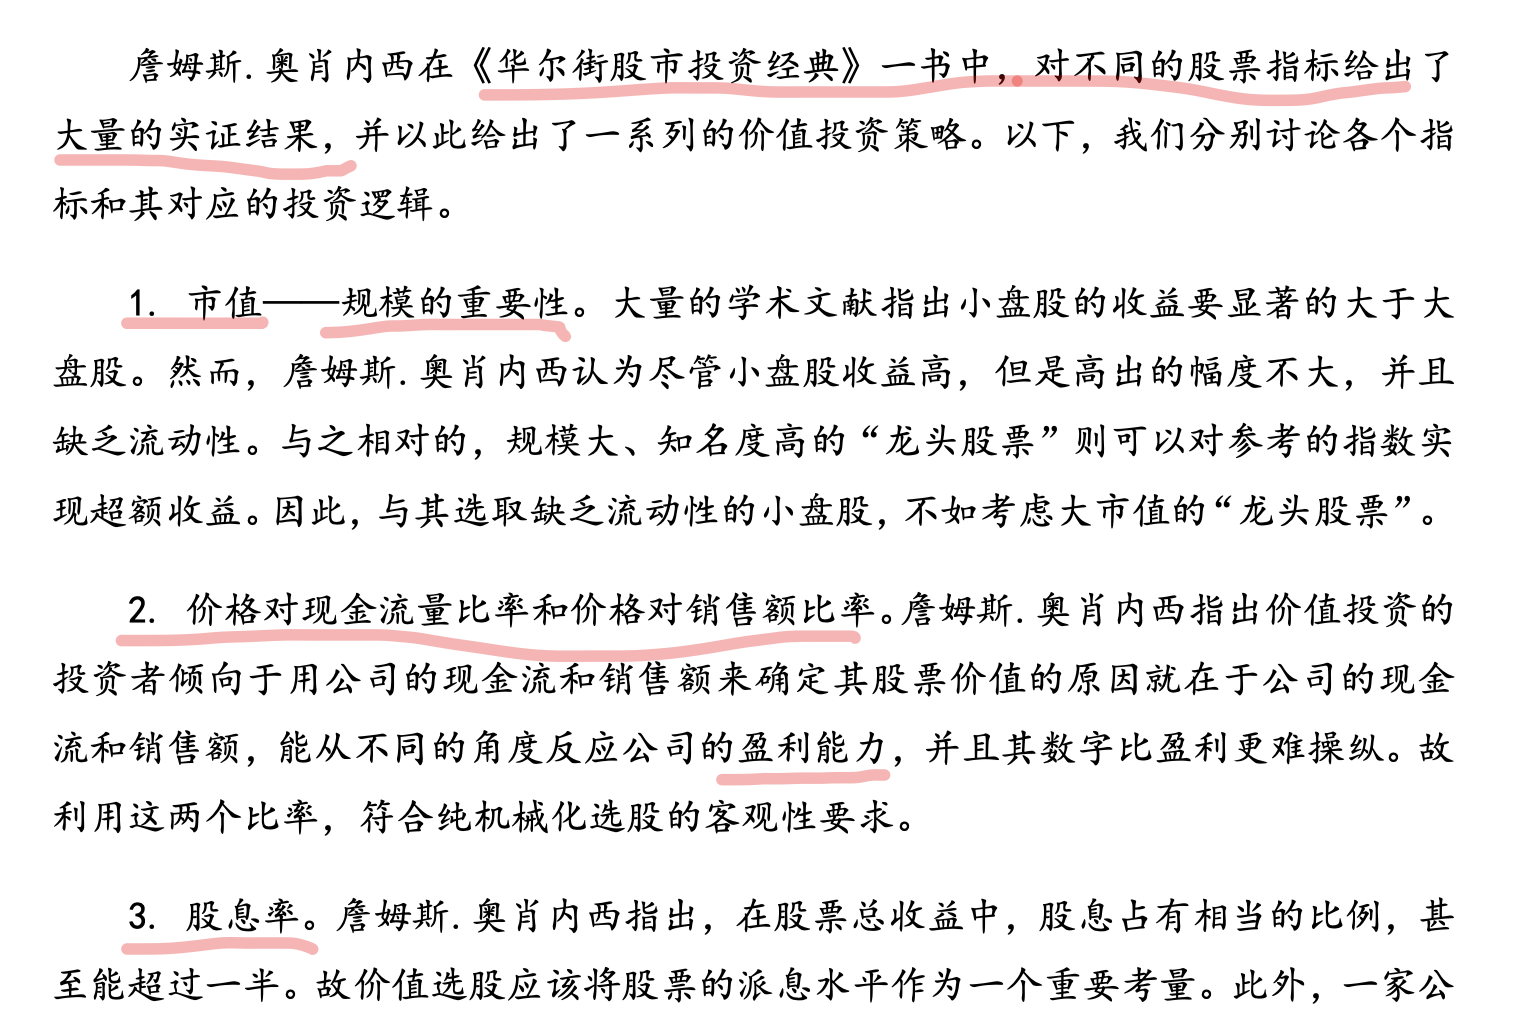 詹姆斯.奥肖内西在《华尔街股市投资经典》一书中，对不同的股票指标给出了
大量的实证结果，并以此给出了一系列的价值投资策略。以下，我们分别讨论各个指
标和其对应的投资逻辑。
1. 市值——规模的重要性。大量的学术文献指出小盘股的收益要显著的大于大
盘股。然而，詹姆斯.奥肖内西认为尽管小盘股收益高，但是高出的幅度不大，并且
缺乏流动性。与之相对的，规模大、知名度高的“龙头股票”则可以对参考的指数实
现超额收益。因此，与其选取缺乏流动性的小盘股，不如考虑大市值的“龙头股票”。
2. 价格对现金流量比率和价格对销售额比率。詹姆斯.奥肖内西指出价值投资的
投资者倾向于用公司的现金流和销售额来确定其股票价值的原因就在于公司的现金
流和销售额，能从不同的角度反应公司的盈利能力，并且其数字比盈利更难操纵。故
利用这两个比率，符合纯机械化选股的客观性要求。
3. 股息率。詹姆斯.奥肖内西指出，在股票总收益中，股息占有相当的比例，甚
至能超过一半。故价值选股应该将股票的派息水平作为一个重要考量。此外，一家公